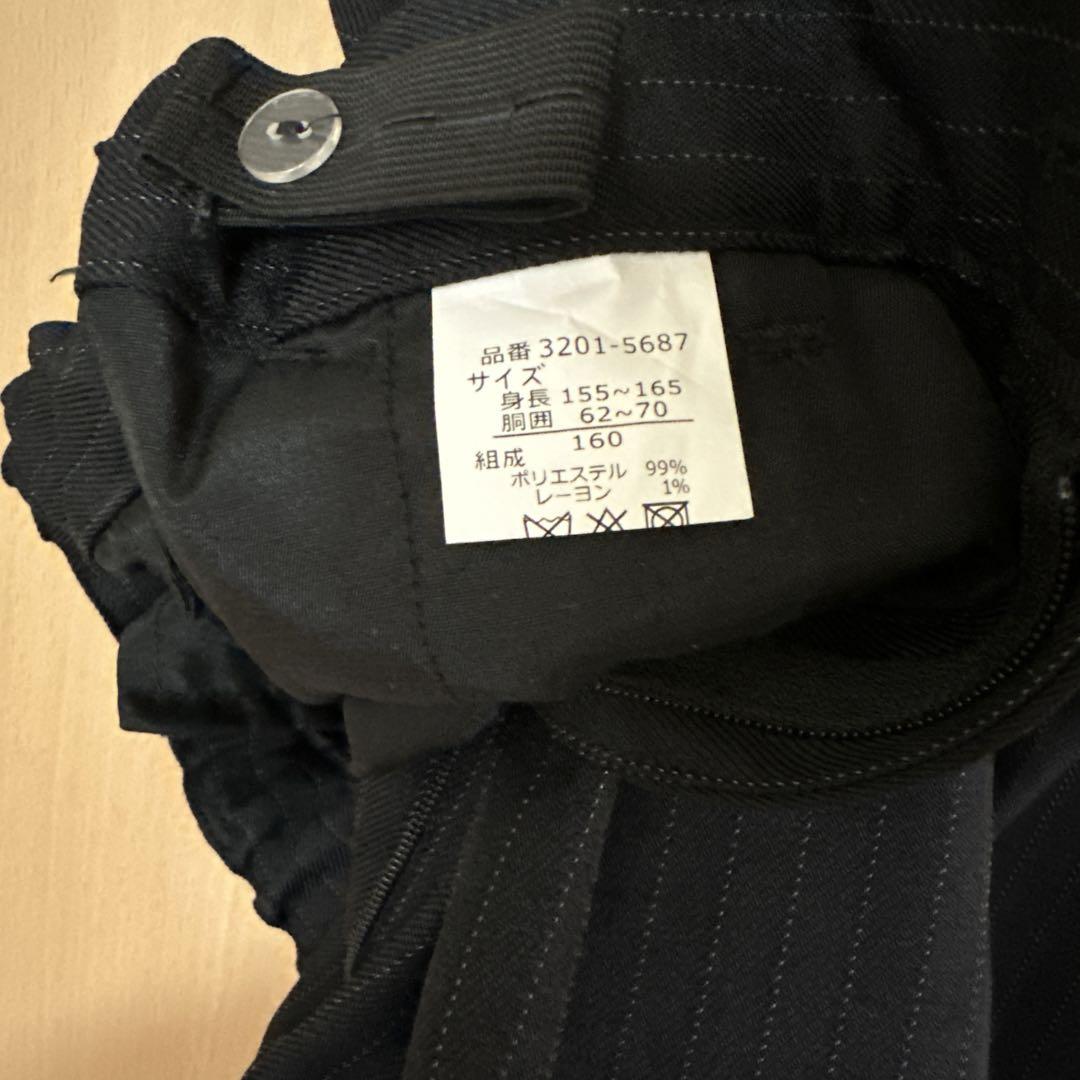 品番 3201-5687
サイズ
身長 155~165
胴囲 62~70
160
組成
ポリエステル 99%
レーヨン 1%